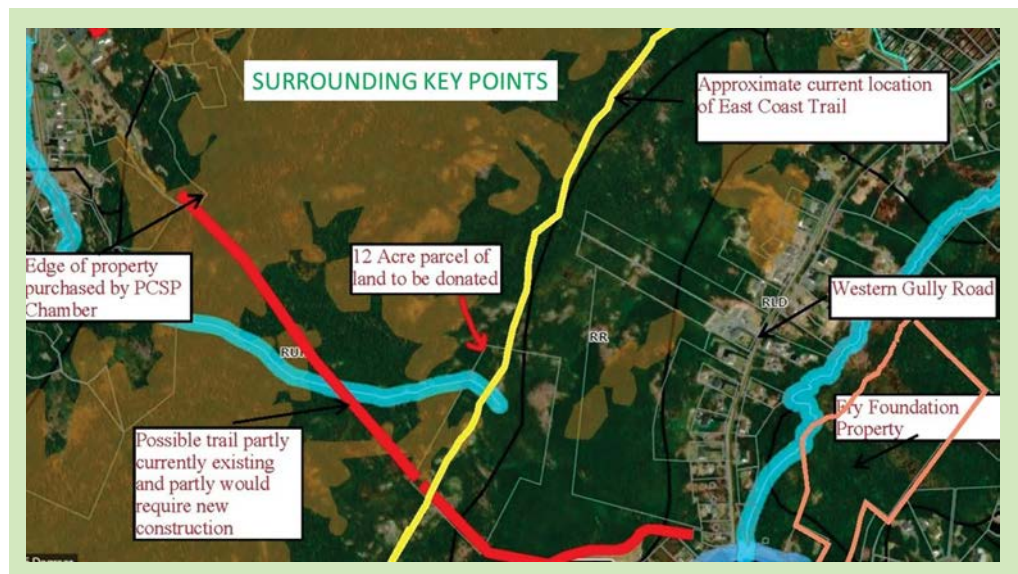 SURROUNDING KEY POINTS
Approximate current location
of East Coast Trail
Edge of property
purchased by PCSP
Chamber
12 Acre parcel of
land to be donated
Western Gully Road
RLD
RR
Possible trail partly
currently existing
and partly would
require new
construction
Fry Foundation
Property